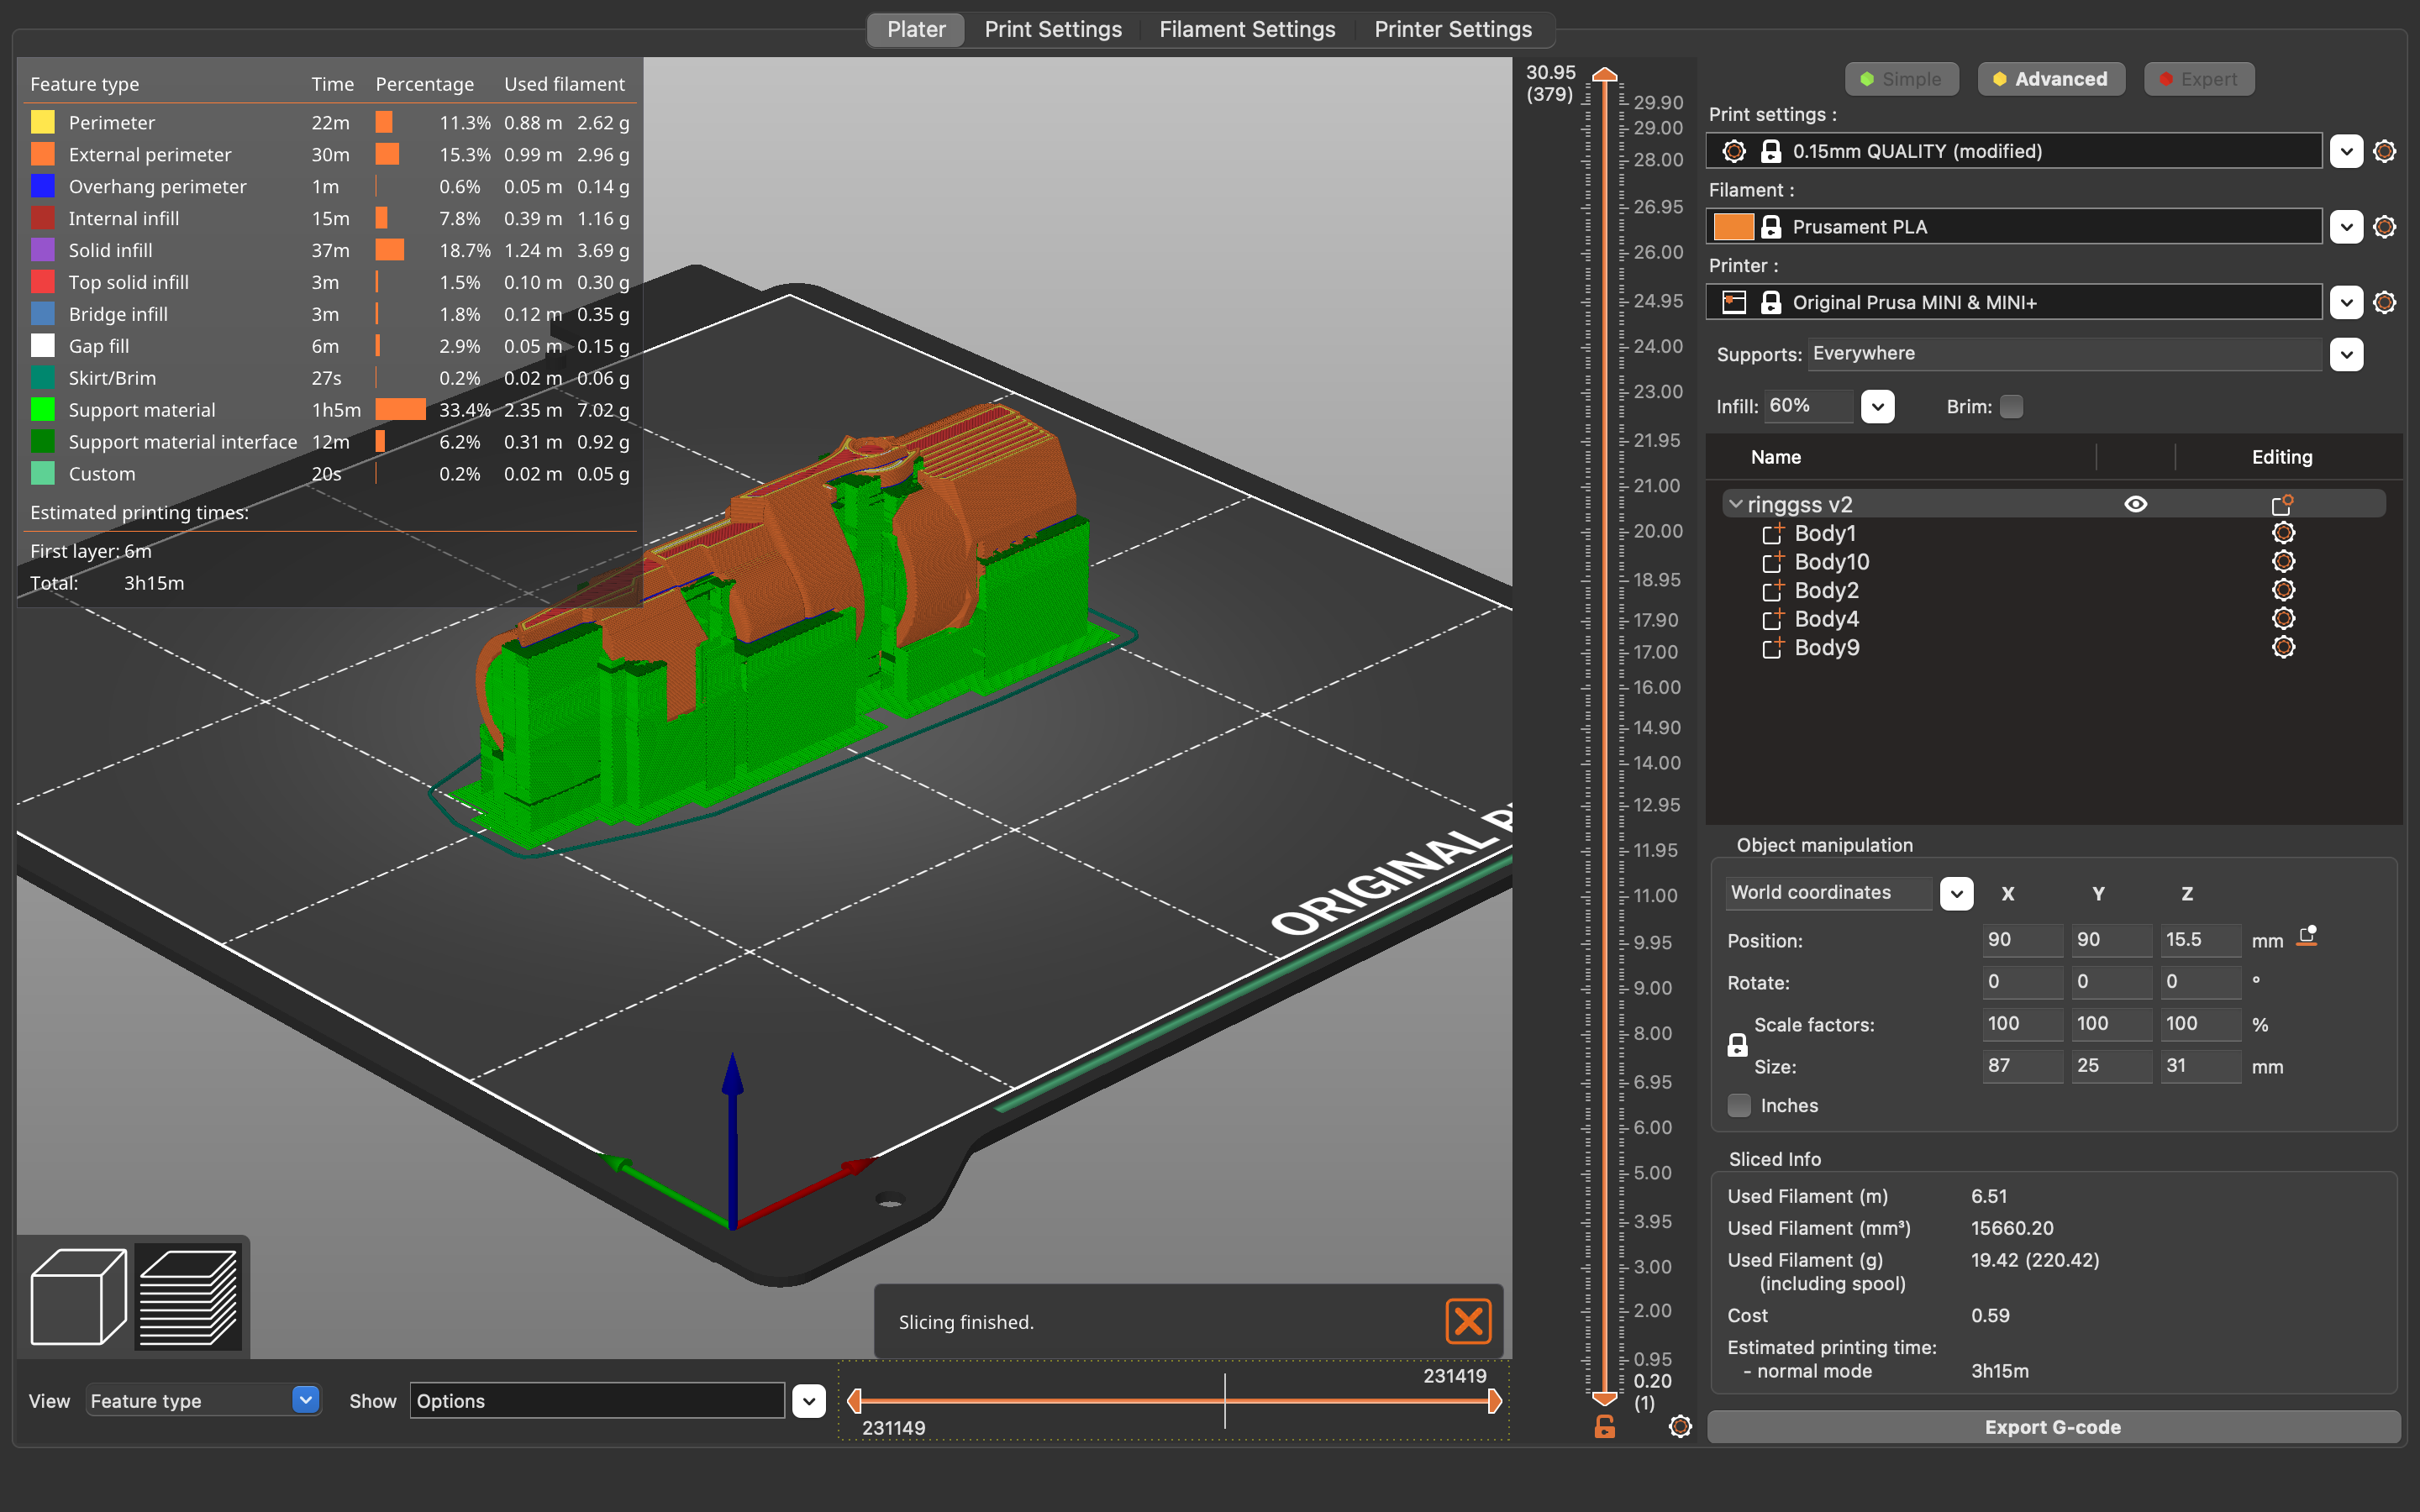 Plater Print Settings Filament Settings Printer Settings
Feature type Time Percentage Used filament
Perimeter 22m 11.3% 0.88 m 2.62 g
External perimeter 30m 15.3% 0.99 m 2.96 g
Overhang perimeter 1m 0.6% 0.05 m 0.14 g
Internal infill 15m 7.8% 0.39 m 1.16 g
Solid infill 37m 18.7% 1.24 m 3.69 g
Top solid infill 3m 1.5% 0.10 m 0.30 g
Bridge infill 3m 1.8% 0.12 m 0.35 g
Gap fill 6m 2.9% 0.05 m 0.15 g
Skirt/Brim 27s 0.2% 0.02 m 0.06 g
Support material 1h5m 33.4% 2.35 m 7.02 g
Support material interface 12m 6.2% 0.31 m 0.92 g
Custom 20s 0.2% 0.02 m 0.05 g
Estimated printing times:
First layer: 6m
Total: 3h15m
ORIGINAL P
Slicing finished.
View Feature type Show Options
231419
231149
30.95
(379)
29.90
29.00
28.00
26.95
26.00
24.95
24.00
23.00
21.95
21.00
20.00
18.95
17.90
17.00
16.00
14.90
14.00
12.95
11.95
11.00
9.95
9.00
8.00
6.95
6.00
5.00
3.95
3.00
2.00
0.95
0.20
(1)
Simple Advanced Expert
Print settings :
0.15mm QUALITY (modified)
Filament :
Prusament PLA
Printer :
Original Prusa MINI & MINI+
Supports: Everywhere
Infill: 60% Brim:
Name Editing
ringgss v2
Body1
Body10
Body2
Body4
Body9
Object manipulation
World coordinates X Y Z
Position: 90 90 15.5 mm
Rotate: 0 0 0 °
Scale factors: 100 100 100 %
Size: 87 25 31 mm
Inches
Sliced Info
Used Filament (m) 6.51
Used Filament (mm³) 15660.20
Used Filament (g) 19.42 (220.42)
(including spool)
Cost 0.59
Estimated printing time:
- normal mode 3h15m
Export G-code